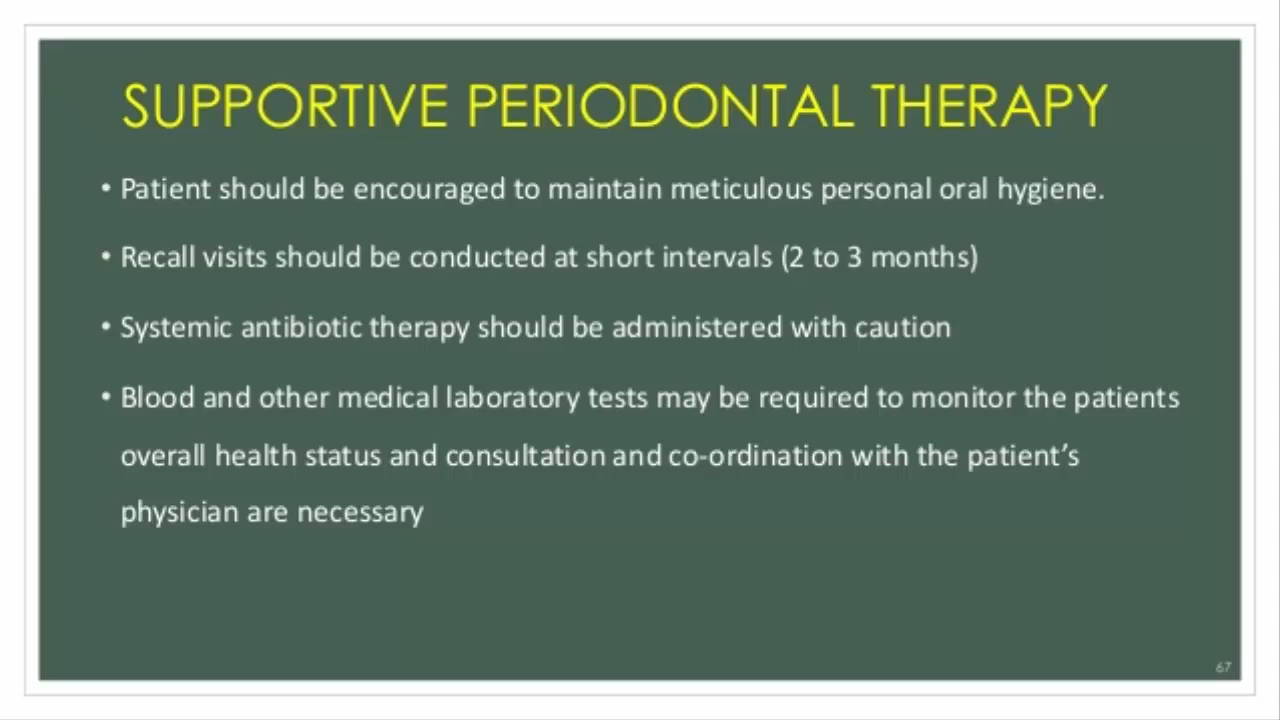 SUPPORTIVE PERIODONTAL THERAPY
• Patient should be encouraged to maintain meticulous personal oral hygiene.
• Recall visits should be conducted at short intervals (2 to 3 months)
• Systemic antibiotic therapy should be administered with caution
• Blood and other medical laboratory tests may be required to monitor the patients
overall health status and consultation and co-ordination with the patient’s
physician are necessary
67